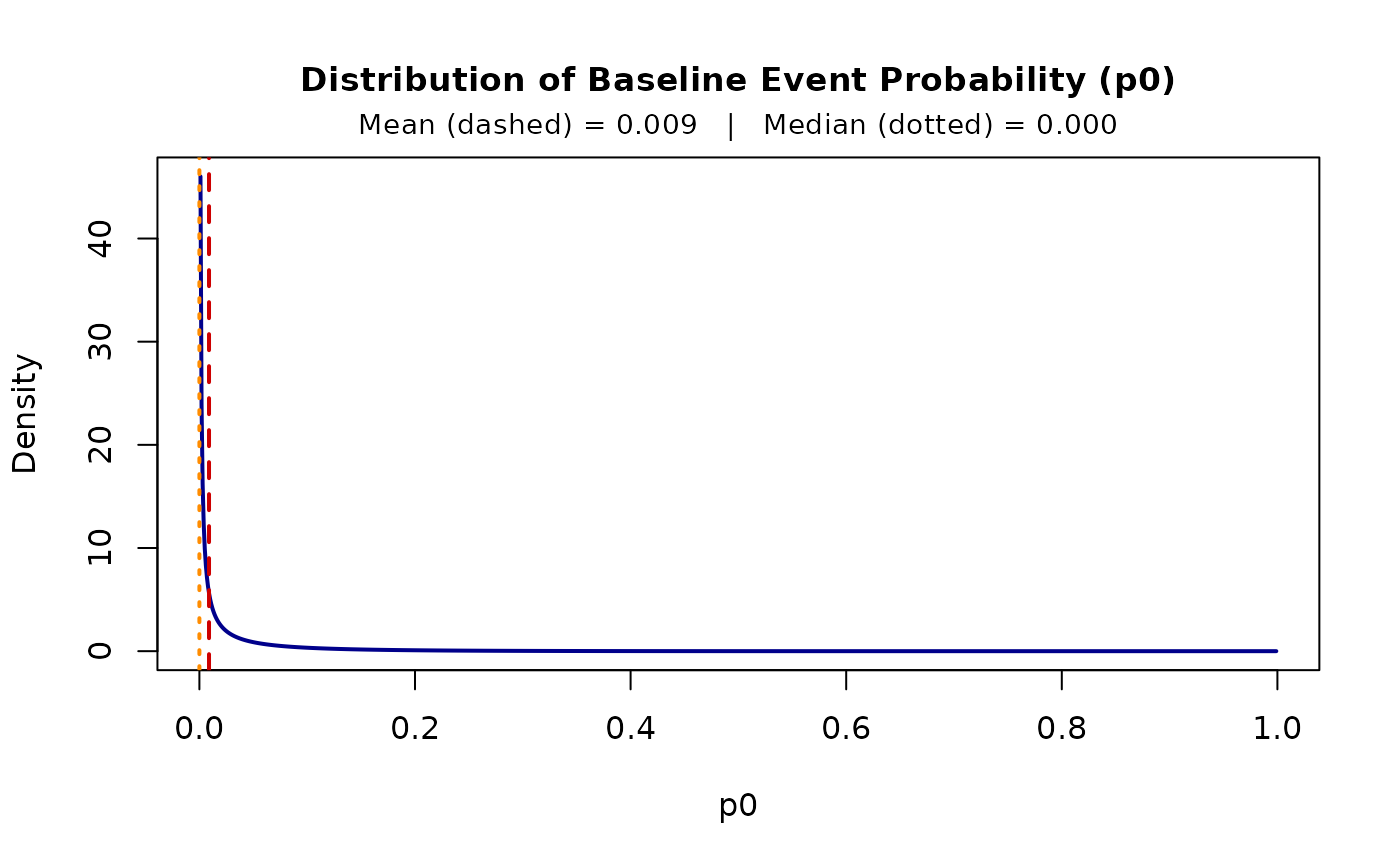 Distribution of Baseline Event Probability (p0)
Mean (dashed) = 0.009 | Median (dotted) = 0.000
Density
40
30
20
10
0
0.0 0.2 0.4 0.6 0.8 1.0
p0